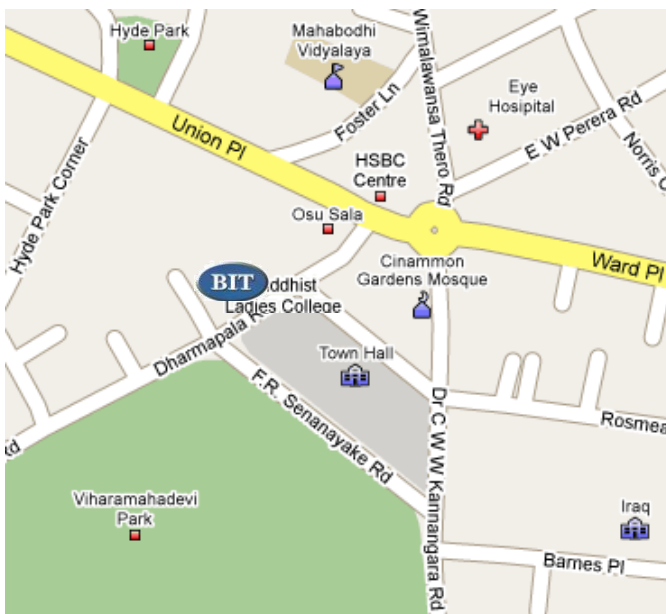 Hyde Park
Mahabodhi
Vidyalaya
Wimalawansa Thero Rd
Eye
Hosipital
Foster Ln
Union Pl
E W Perera Rd
HSBC
Centre
Hyde Park Corner
Osu Sala
Cinammon
Gardens Mosque
Ward Pl
BIT
Ladies College
Dharmapala
Town Hall
F.R. Senanayake Rd
Dr C W W Kannangara Rd
Viharamahadevi
Park
Iraq
Barnes Pl